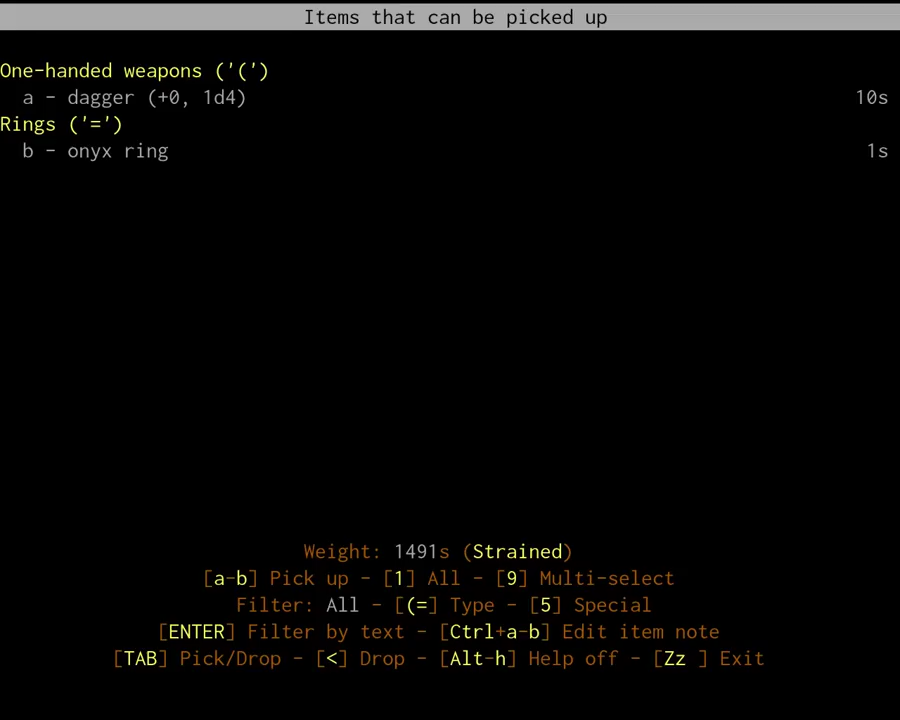 Items that can be picked up
One-handed weapons ('(')
a - dagger (+0, 1d4) 10s
Rings ('=')
b - onyx ring 1s
Weight: 1491s (Strained)
[a-b] Pick up - [1] All - [9] Multi-select
Filter: All - [(=] Type - [5] Special
[ENTER] Filter by text - [Ctrl+a-b] Edit item note
[TAB] Pick/Drop - [<] Drop - [Alt-h] Help off - [Zz ] Exit